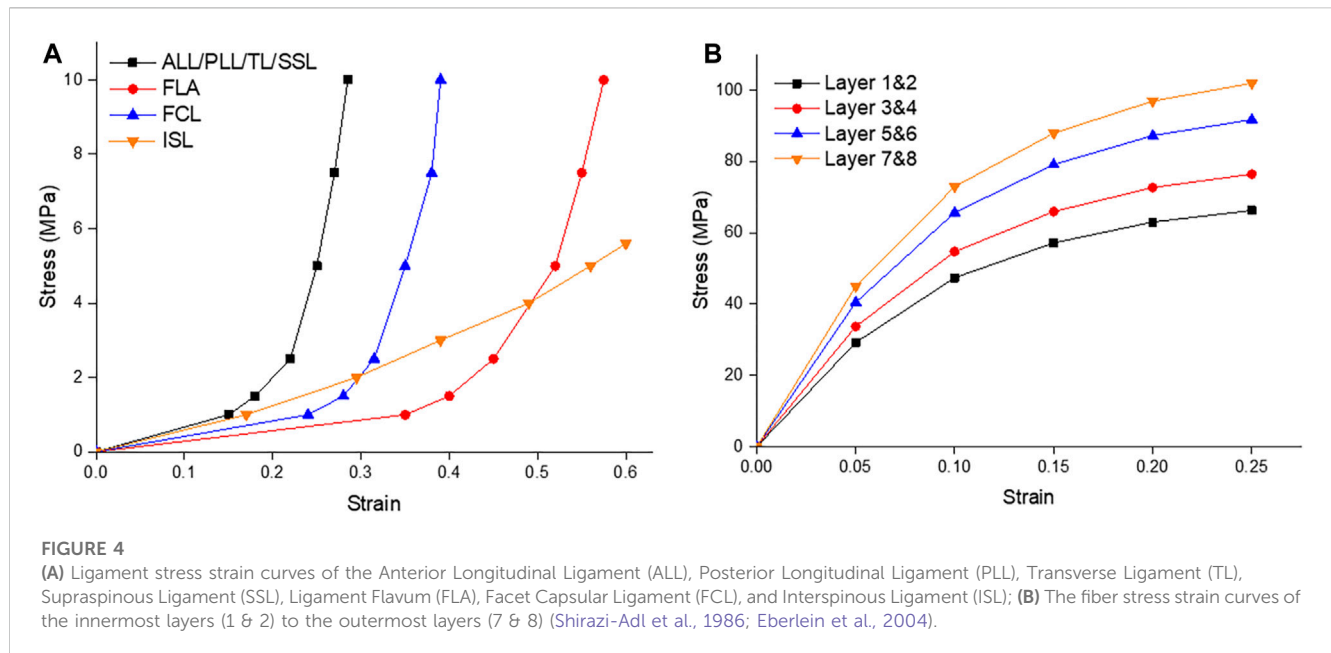 A
ALL/PLL/TL/SSL
FLA
FCL
ISL
10
8
6
4
2
0
0.0 0.1 0.2 0.3 0.4 0.5 0.6
Stress (MPa)
Strain
B
Layer 1&2
Layer 3&4
Layer 5&6
Layer 7&8
100
80
60
40
20
0
0.00 0.05 0.10 0.15 0.20 0.25
Stress (MPa)
Strain
FIGURE 4
(A) Ligament stress strain curves of the Anterior Longitudinal Ligament (ALL), Posterior Longitudinal Ligament (PLL), Transverse Ligament (TL),
Supraspinous Ligament (SSL), Ligament Flavum (FLA), Facet Capsular Ligament (FCL), and Interspinous Ligament (ISL); (B) The fiber stress strain curves of
the innermost layers (1 & 2) to the outermost layers (7 & 8) (Shirazi-Adl et al., 1986; Eberlein et al., 2004).